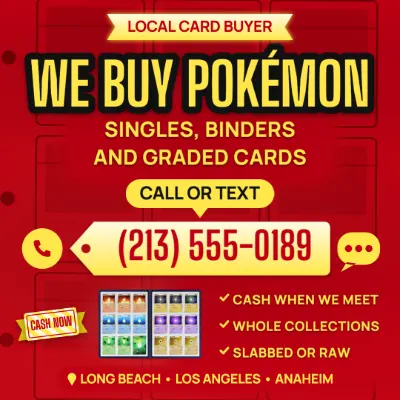 LOCAL CARD BUYER
WE BUY POKÉMON
SINGLES, BINDERS
AND GRADED CARDS
CALL OR TEXT
(213) 555-0189
CASH NOW
CASH WHEN WE MEET
WHOLE COLLECTIONS
SLABBED OR RAW
LONG BEACH • LOS ANGELES • ANAHEIM